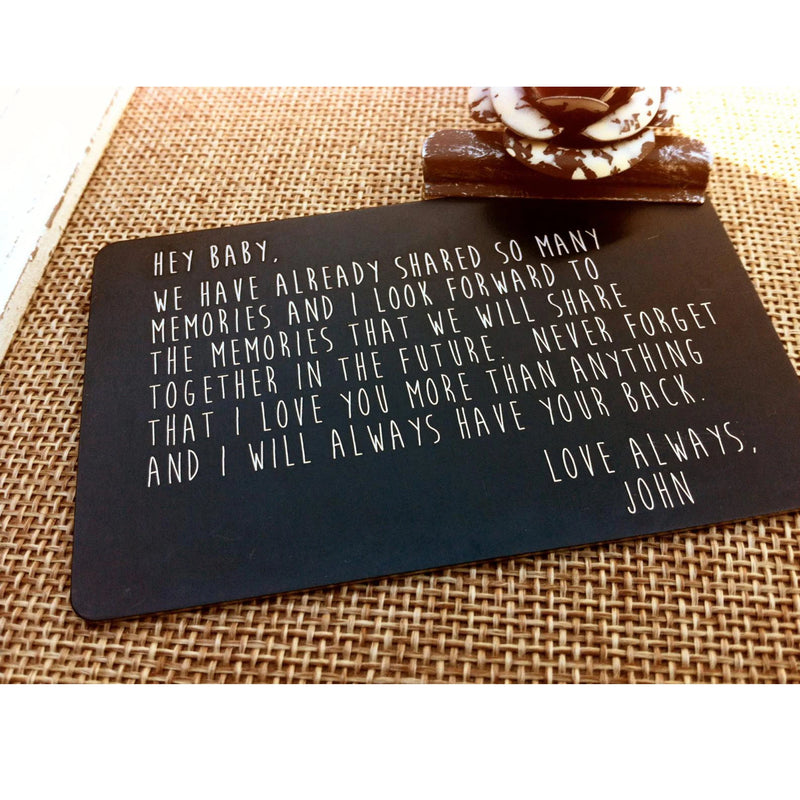 HEY BABY,
WE HAVE ALREADY SHARED SO MANY
MEMORIES AND I LOOK FORWARD TO
THE MEMORIES THAT WE WILL SHARE
TOGETHER IN THE FUTURE. NEVER FORGET
THAT I LOVE YOU MORE THAN ANYTHING
AND I WILL ALWAYS HAVE YOUR BACK.
LOVE ALWAYS,
JOHN